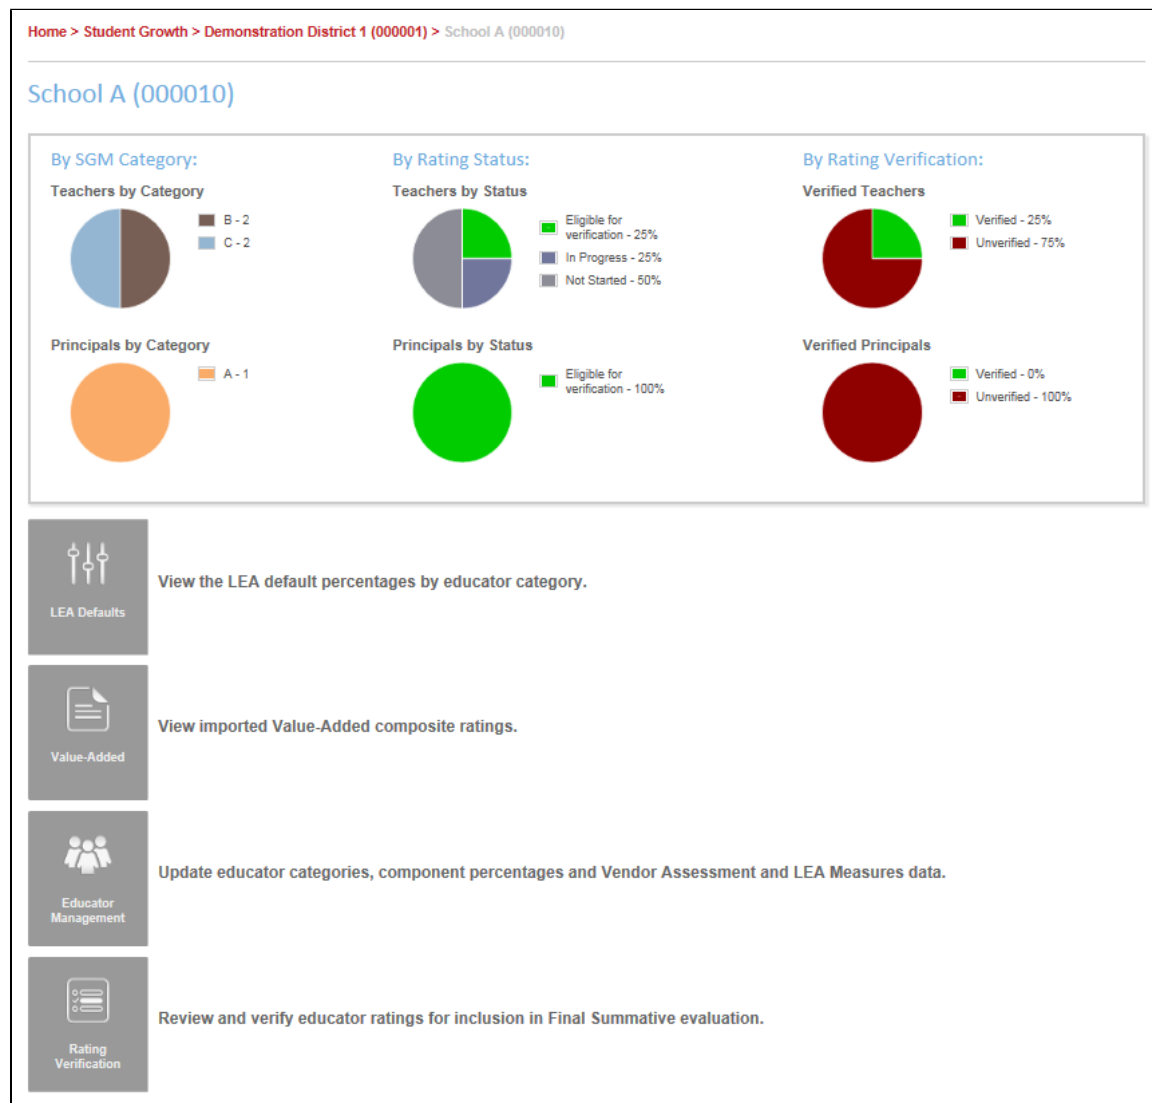 Home > Student Growth > Demonstration District 1 (000001) > School A (000010)
School A (000010)
By SGM Category:
Teachers by Category
B - 2
C - 2
Principals by Category
A - 1
By Rating Status:
Teachers by Status
Eligible for
verification - 25%
In Progress - 25%
Not Started - 50%
Principals by Status
Eligible for
verification - 100%
By Rating Verification:
Verified Teachers
Verified - 25%
Unverified - 75%
Verified Principals
Verified - 0%
Unverified - 100%
LEA Defaults
View the LEA default percentages by educator category.
Value-Added
View imported Value-Added composite ratings.
Educator
Management
Update educator categories, component percentages and Vendor Assessment and LEA Measures data.
Rating
Verification
Review and verify educator ratings for inclusion in Final Summative evaluation.